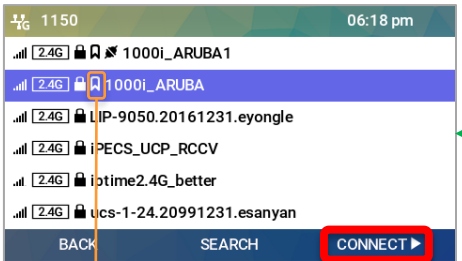 G 1150 06:18 pm
2.4G 1000i_ARUBA1
2.4G 1000i_ARUBA
2.4G LIP-9050.20161231.eyongle
2.4G iPECS_UCP_RCCV
2.4G iptime2.4G_better
2.4G ucs-1-24.20991231.esanyan
BACK SEARCH CONNECT